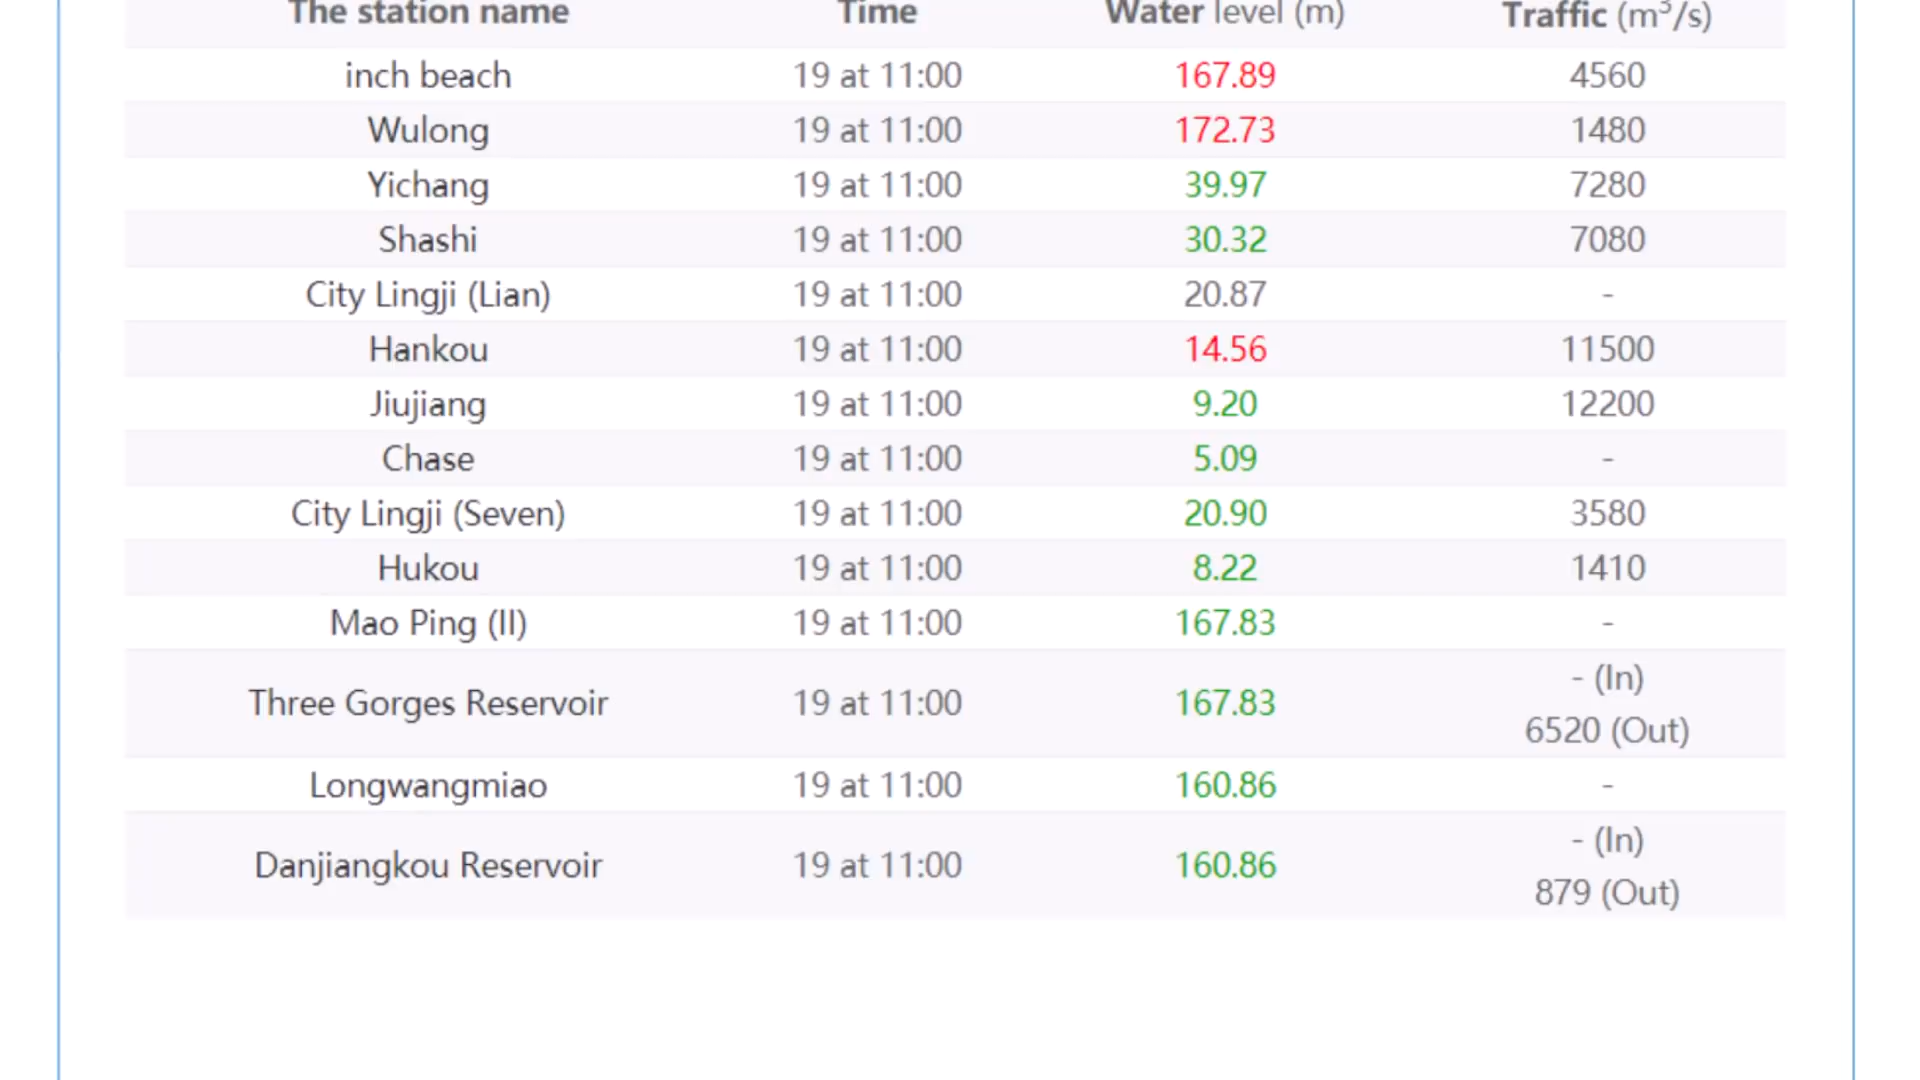 The station name Time Water level (m) Traffic (m³/s)
inch beach 19 at 11:00 167.89 4560
Wulong 19 at 11:00 172.73 1480
Yichang 19 at 11:00 39.97 7280
Shashi 19 at 11:00 30.32 7080
City Lingji (Lian) 19 at 11:00 20.87 -
Hankou 19 at 11:00 14.56 11500
Jiujiang 19 at 11:00 9.20 12200
Chase 19 at 11:00 5.09 -
City Lingji (Seven) 19 at 11:00 20.90 3580
Hukou 19 at 11:00 8.22 1410
Mao Ping (II) 19 at 11:00 167.83 -
Three Gorges Reservoir 19 at 11:00 167.83 - (In)
6520 (Out)
Longwangmiao 19 at 11:00 160.86 -
Danjiangkou Reservoir 19 at 11:00 160.86 - (In)
879 (Out)